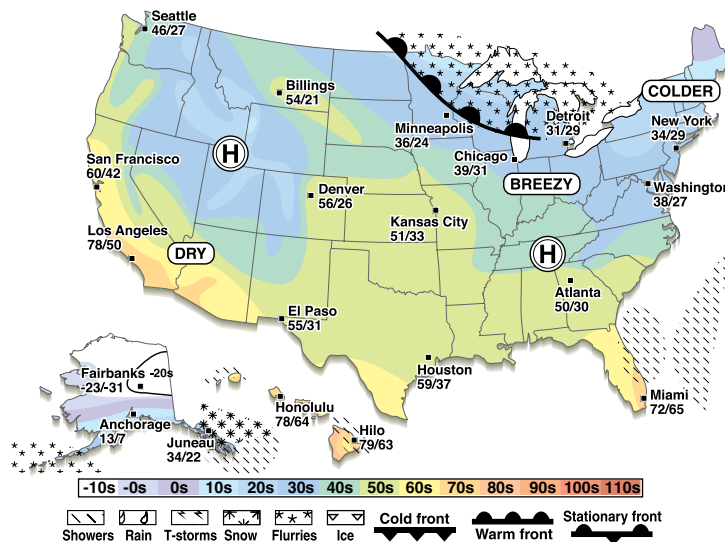 Seattle
46/27
Billings
54/21
Minneapolis
36/24
Detroit
31/29
COLDER
New York
34/29
San Francisco
60/42
H
Chicago
39/31
BREEZY
Washington
38/27
Denver
56/26
Kansas City
51/33
Los Angeles
78/50
DRY
H
Atlanta
50/30
El Paso
55/31
Houston
59/37
Miami
72/65
Fairbanks
-23/-31
-20s
Anchorage
13/7
Juneau
34/22
Honolulu
78/64
Hilo
79/63
-10s -0s 0s 10s 20s 30s 40s 50s 60s 70s 80s 90s 100s 110s
Showers Rain T-storms Snow Flurries Ice Cold front Warm front Stationary front